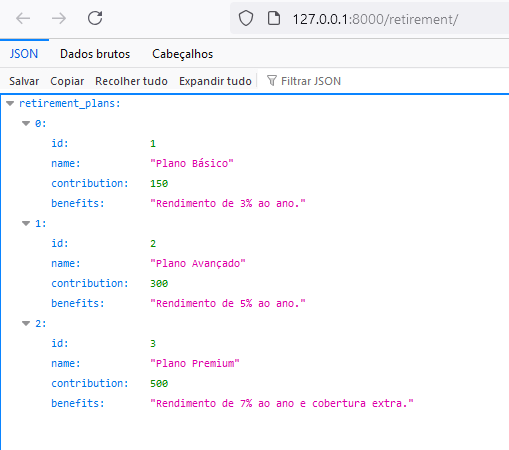 127.0.0.1:8000/retirement/
JSON Dados brutos Cabeçalhos
Salvar Copiar Recolher tudo Expandir tudo Filtrar JSON
retirement_plans:
0:
id: 1
name: "Plano Básico"
contribution: 150
benefits: "Rendimento de 3% ao ano."
1:
id: 2
name: "Plano Avançado"
contribution: 300
benefits: "Rendimento de 5% ao ano."
2:
id: 3
name: "Plano Premium"
contribution: 500
benefits: "Rendimento de 7% ao ano e cobertura extra."